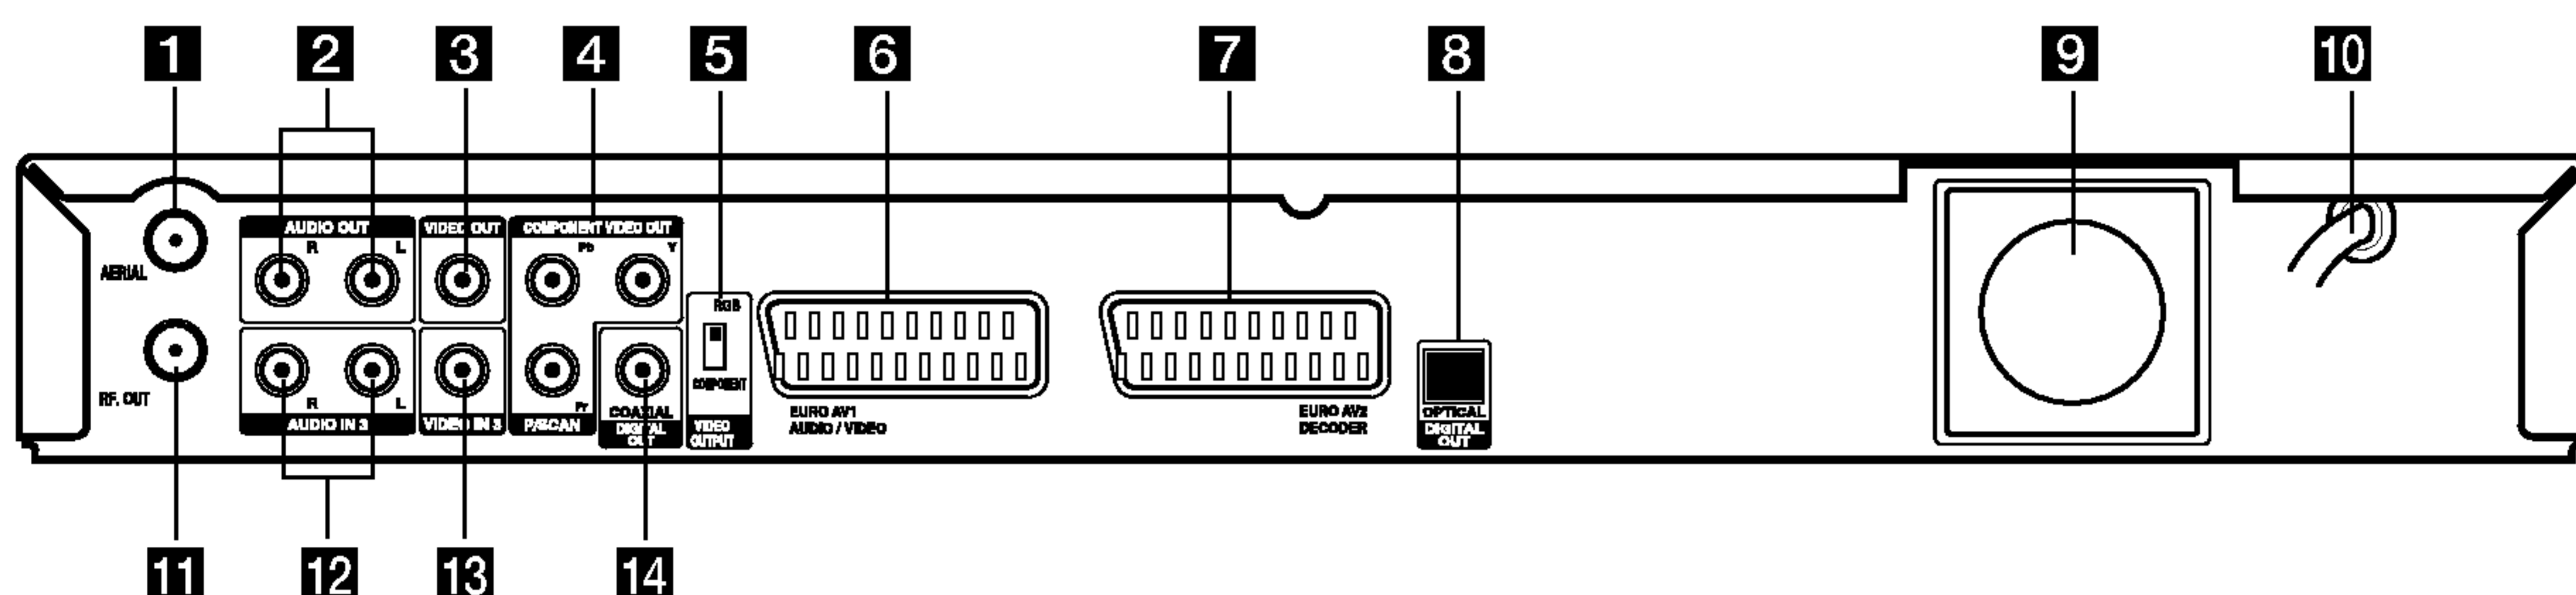 1 2 3 4 5 6 7 8 9 10
AUDIO OUT
R L
VIDEO OUT
COMPONENT VIDEO OUT
Pb Y
AERIAL
RGB
COMPONENT
VIDEO
OUTPUT
RF. OUT
R L
AUDIO IN 3
VIDEO IN 3
Pr
P/SCAN
COAXIAL
DIGITAL
OUT
EURO AV1
AUDIO / VIDEO
EURO AV2
DECODER
OPTICAL
DIGITAL
OUT
11 12 13 14